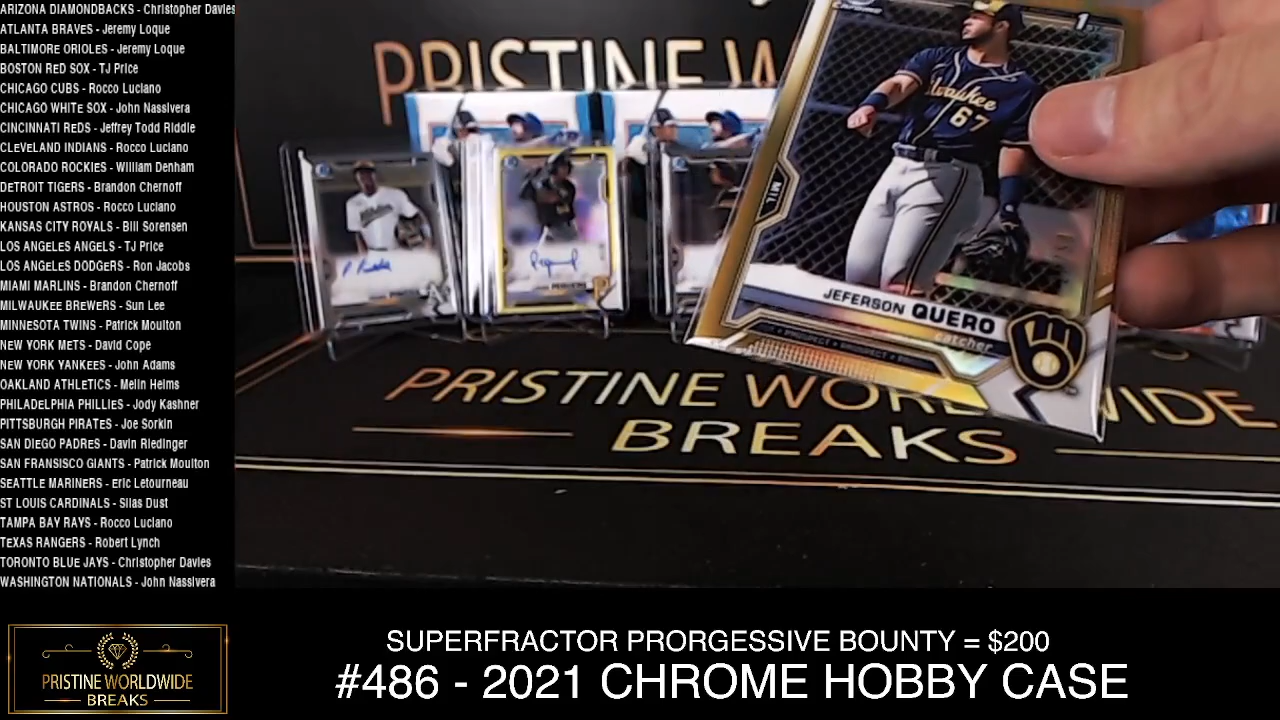 ARIZONA DIAMONDBACKS - Christopher Davies
ATLANTA BRAVES - Jeremy Loque
BALTIMORE ORIOLES - Jeremy Loque
BOSTON RED SOX - TJ Price
CHICAGO CUBS - Rocco Luciano
CHICAGO WHITE SOX - John Nassivera
CINCINNATI REDS - Jeffrey Todd Riddle
CLEVELAND INDIANS - Rocco Luciano
COLORADO ROCKIES - William Denham
DETROIT TIGERS - Brandon Chernoff
HOUSTON ASTROS - Rocco Luciano
KANSAS CITY ROYALS - Bill Sorensen
LOS ANGELES ANGELS - TJ Price
LOS ANGELES DODGERS - Ron Jacobs
MIAMI MARLINS - Brandon Chernoff
MILWAUKEE BREWERS - Sun Lee
MINNESOTA TWINS - Patrick Moulton
NEW YORK METS - David Cope
NEW YORK YANKEES - John Adams
OAKLAND ATHLETICS - Melin Helms
PHILADELPHIA PHILLIES - Jody Kashner
PITTSBURGH PIRATES - Joe Sorkin
SAN DIEGO PADRES - Davin Riedinger
SAN FRANSISCO GIANTS - Patrick Moulton
SEATTLE MARINERS - Eric Letourneau
ST LOUIS CARDINALS - Silas Dust
TAMPA BAY RAYS - Rocco Luciano
TEXAS RANGERS - Robert Lynch
TORONTO BLUE JAYS - Christopher Davies
WASHINGTON NATIONALS - John Nassivera
PRISTINE W
1ST
Milwaukee
67
MIL
JEFERSON QUERO
catcher
PROSPECT PROSPECT
PRISTINE WORLDWIDE
BREAKS
PRISTINE WORLDWIDE
BREAKS
SUPERFRACTOR PRORGESSIVE BOUNTY = $200
#486 - 2021 CHROME HOBBY CASE